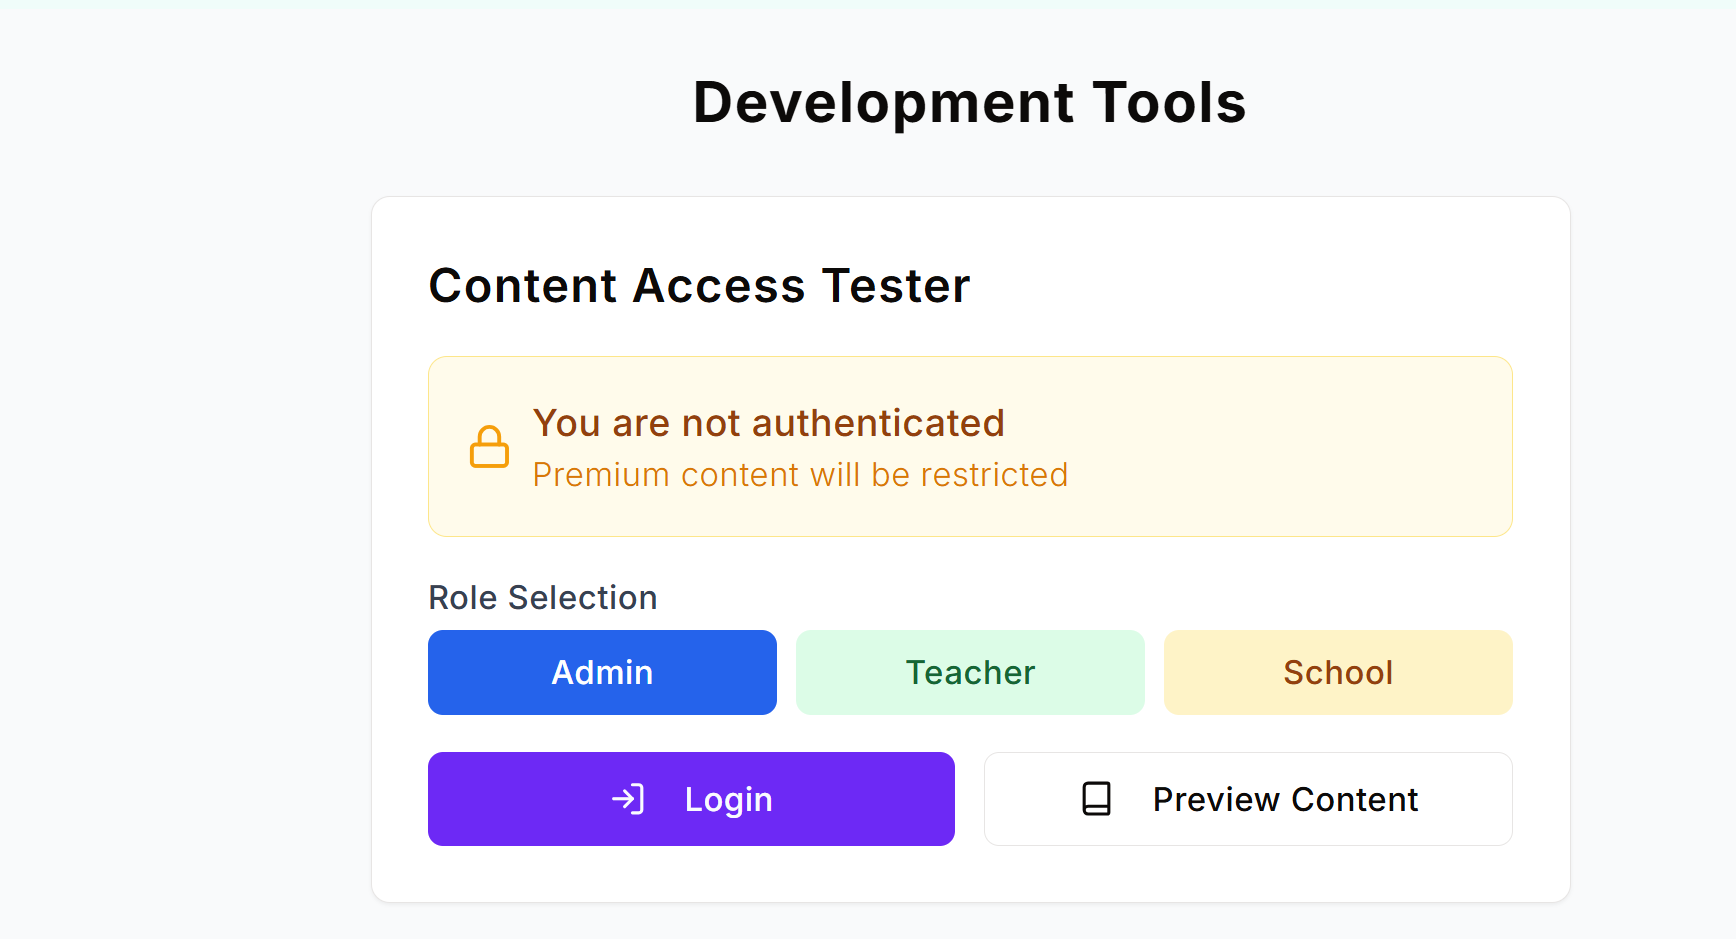 Development Tools
Content Access Tester
You are not authenticated
Premium content will be restricted
Role Selection
Admin
Teacher
School
Login
Preview Content